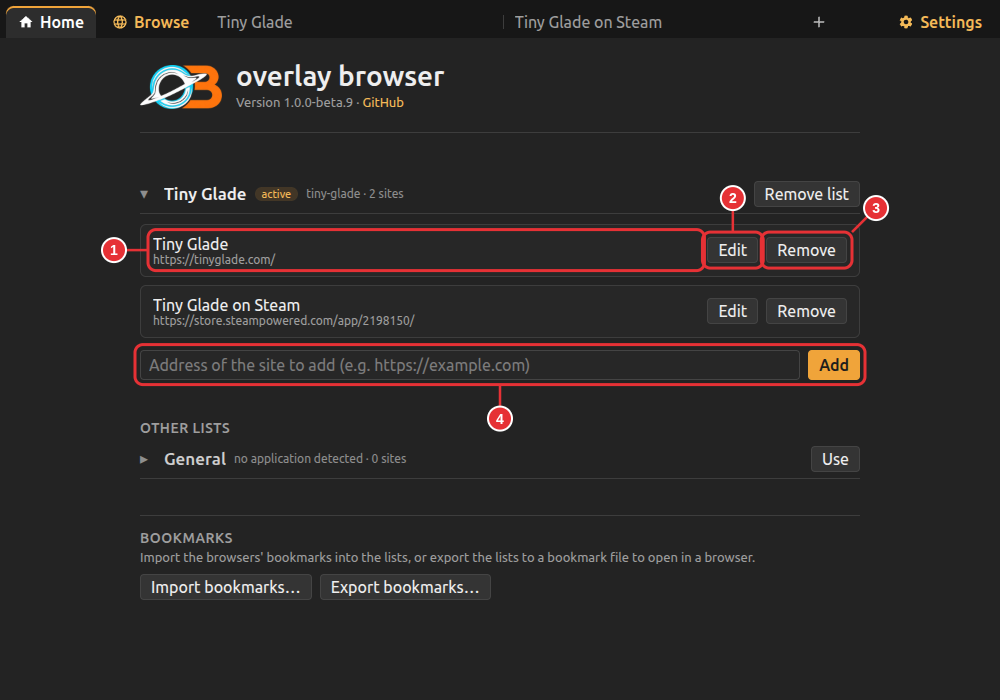 Home Browse Tiny Glade Tiny Glade on Steam + Settings
overlay browser
Version 1.0.0-beta.9 · GitHub
Tiny Glade active tiny-glade · 2 sites Remove list
2
3
1
Tiny Glade
https://tinyglade.com/
Edit Remove
Tiny Glade on Steam
https://store.steampowered.com/app/2198150/
Edit Remove
Address of the site to add (e.g. https://example.com) Add
4
OTHER LISTS
General no application detected · 0 sites Use
BOOKMARKS
Import the browsers' bookmarks into the lists, or export the lists to a bookmark file to open in a browser.
Import bookmarks... Export bookmarks...